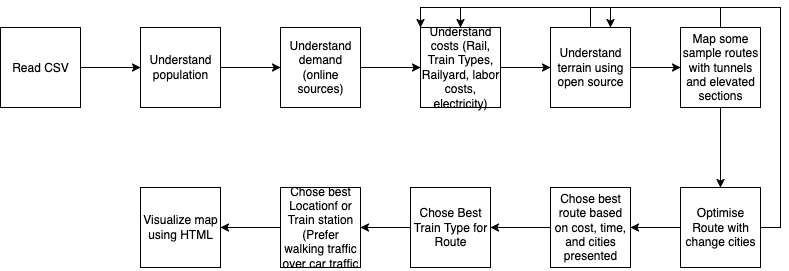 Read CSV
Understand
population
Understand
demand
(online
sources)
Understand
costs (Rail,
Train Types,
Railyard, labor
costs,
electricity)
Understand
terrain using
open source
Map some
sample routes
with tunnels
and elevated
sections
Visualize map
using HTML
Chose best
Locationf or
Train station
(Prefer
walking traffic
over car traffic
Chose Best
Train Type for
Route
Chose best
route based
on cost, time,
and cities
presented
Optimise
Route with
change cities